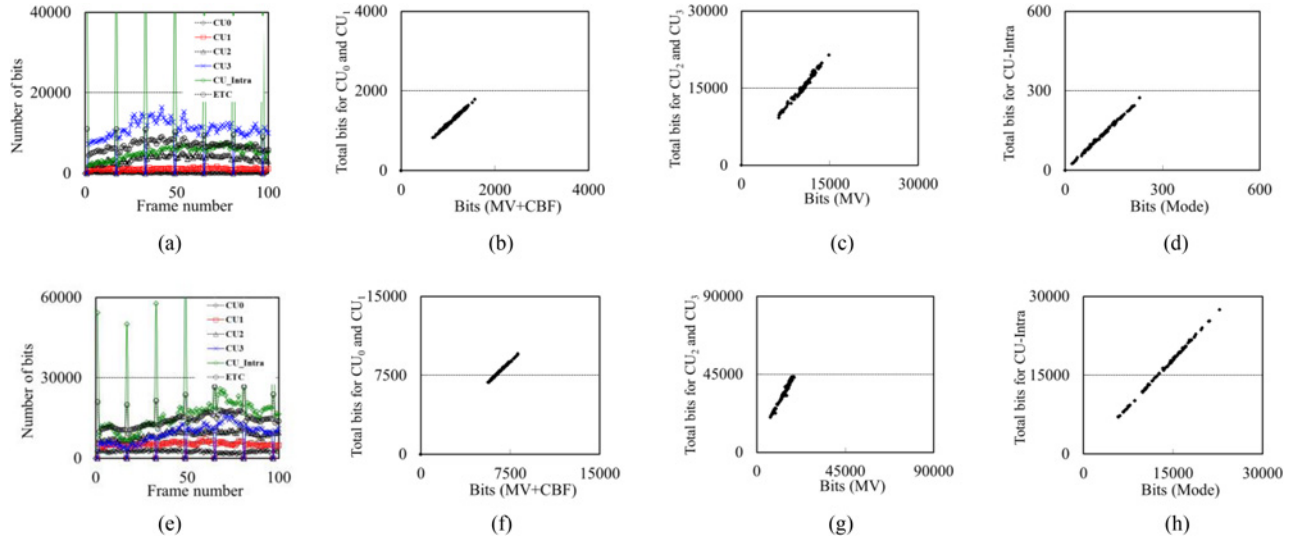 40000
20000
0
Number of bits
CU0
CU1
CU2
CU3
CU_Intra
ETC
0
50
100
Frame number
(a)
4000
2000
0
Total bits for CU₀ and CU₁
0
2000
4000
Bits (MV+CBF)
(b)
30000
15000
0
Total bits for CU₂ and CU₃
0
15000
30000
Bits (MV)
(c)
600
300
0
Total bits for CU-Intra
0
300
600
Bits (Mode)
(d)
60000
30000
0
Number of bits
CU0
CU1
CU2
CU3
CU_Intra
ETC
0
50
100
Frame number
(e)
15000
7500
0
Total bits for CU₀ and CU₁
0
7500
15000
Bits (MV+CBF)
(f)
90000
45000
0
Total bits for CU₂ and CU₃
0
45000
90000
Bits (MV)
(g)
30000
15000
0
Total bits for CU-Intra
0
15000
30000
Bits (Mode)
(h)